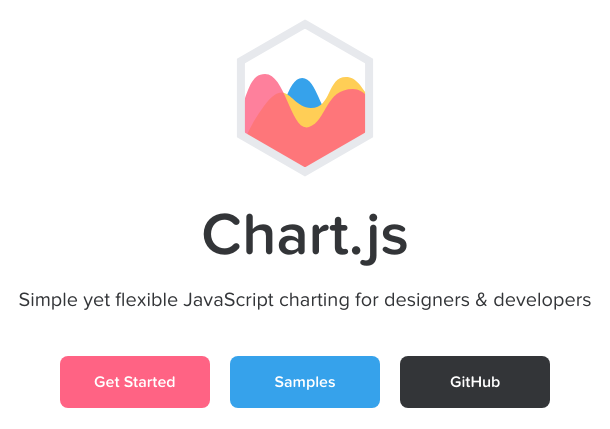 Chart.js
Simple yet flexible JavaScript charting for designers & developers
Get Started
Samples
GitHub